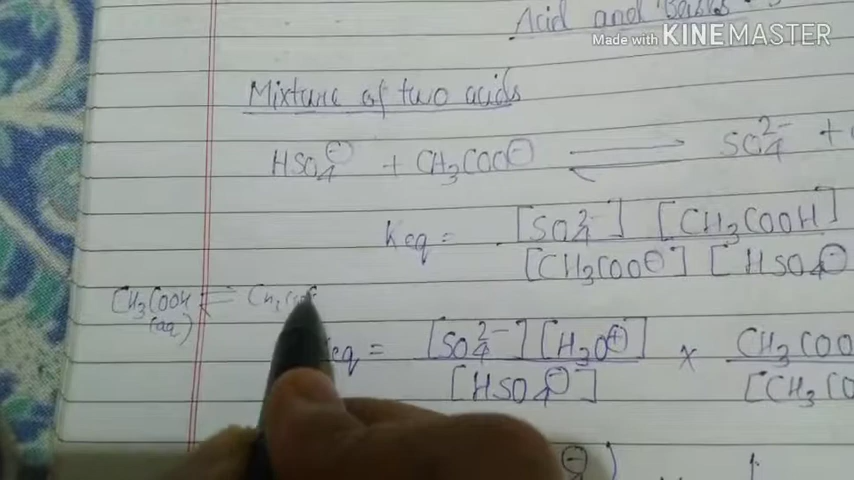 Acid and Bases
Made with KINEMASTER
Mixture of two acids
HSO₄⊖ + CH₃COO⊖ ⇌ SO₄²⁻ +
Keq = [SO₄²⁻] [CH₃COOH] / [CH₃COO⊖] [HSO₄⊖
CH₃COOH (aq) ⇌
eq = [SO₄²⁻] [H₃O⊕] / [HSO₄⊖] × CH₃COO / [CH₃CO